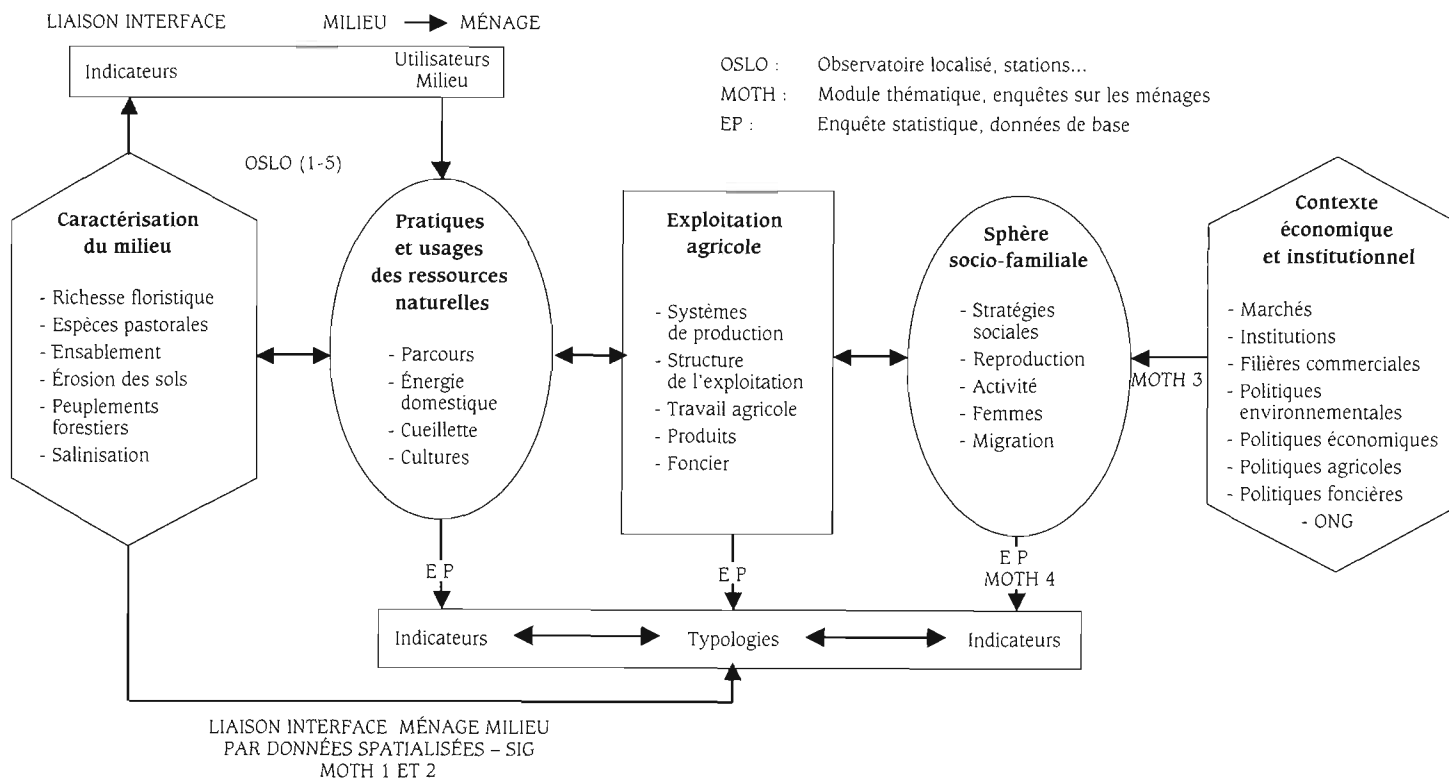 LIAISON INTERFACE MILIEU MÉNAGE
Indicateurs
Utilisateurs
Milieu
OSLO : Observatoire localisé, stations...
MOTH : Module thématique, enquêtes sur les ménages
EP : Enquête statistique, données de base
OSLO (1-5)
Caractérisation
du milieu
- Richesse floristique
- Espèces pastorales
- Ensablement
- Érosion des sols
- Peuplements
forestiers
- Salinisation
Pratiques
et usages
des ressources
naturelles
- Parcours
- Énergie
domestique
- Cueillette
- Cultures
Exploitation
agricole
- Systèmes
de production
- Structure
de l'exploitation
- Travail agricole
- Produits
- Foncier
Sphère
socio-familiale
- Stratégies
sociales
- Reproduction
- Activité
- Femmes
- Migration
MOTH 3
Contexte
économique
et institutionnel
- Marchés
- Institutions
- Filières commerciales
- Politiques
environnementales
- Politiques économiques
- Politiques agricoles
- Politiques foncières
- ONG
E P
E P
E P
MOTH 4
Indicateurs
Typologies
Indicateurs
LIAISON INTERFACE MÉNAGE MILIEU
PAR DONNÉES SPATIALISÉES – SIG
MOTH 1 ET 2